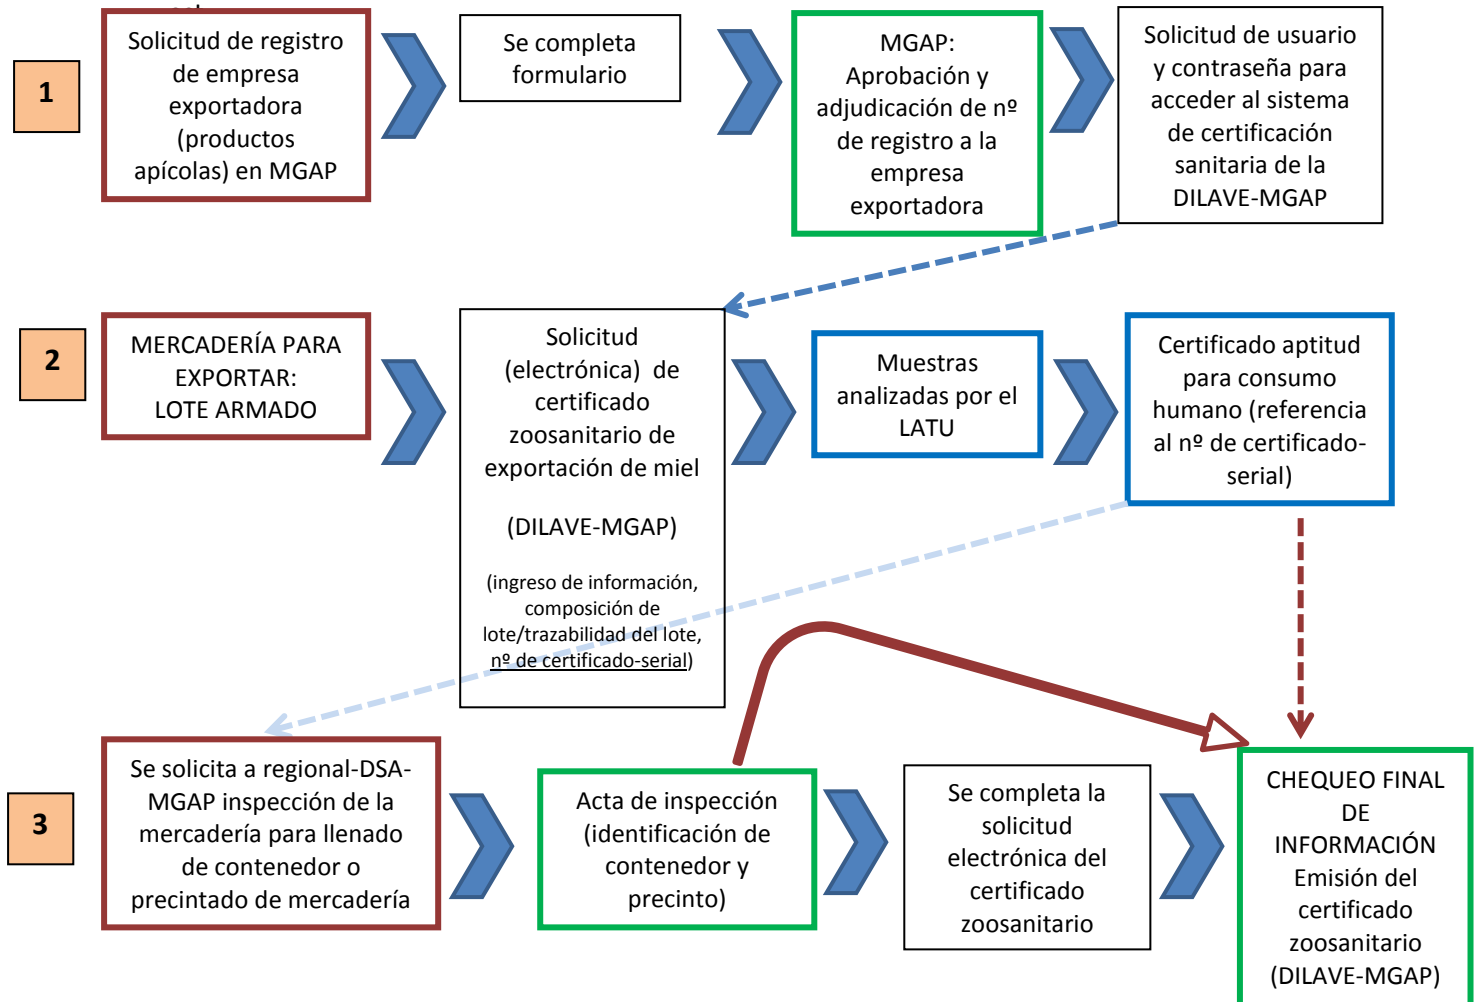 1
Solicitud de registro
de empresa
exportadora
(productos
apícolas) en MGAP
Se completa
formulario
MGAP:
Aprobación y
adjudicación de nº
de registro a la
empresa
exportadora
Solicitud de usuario
y contraseña para
acceder al sistema
de certificación
sanitaria de la
DILAVE-MGAP
2
MERCADERÍA PARA
EXPORTAR:
LOTE ARMADO
Solicitud
(electrónica) de
certificado
zoosanitario de
exportación de miel
(DILAVE-MGAP)
(ingreso de información,
composición de
lote/trazabilidad del lote,
nº de certificado-serial)
Muestras
analizadas por el
LATU
Certificado aptitud
para consumo
humano (referencia
al nº de certificado-
serial)
3
Se solicita a regional-DSA-
MGAP inspección de la
mercadería para llenado
de contenedor o
precintado de mercadería
Acta de inspección
(identificación de
contenedor y
precinto)
Se completa la
solicitud
electrónica del
certificado
zoosanitario
CHEQUEO FINAL
DE
INFORMACIÓN
Emisión del
certificado
zoosanitario
(DILAVE-MGAP)